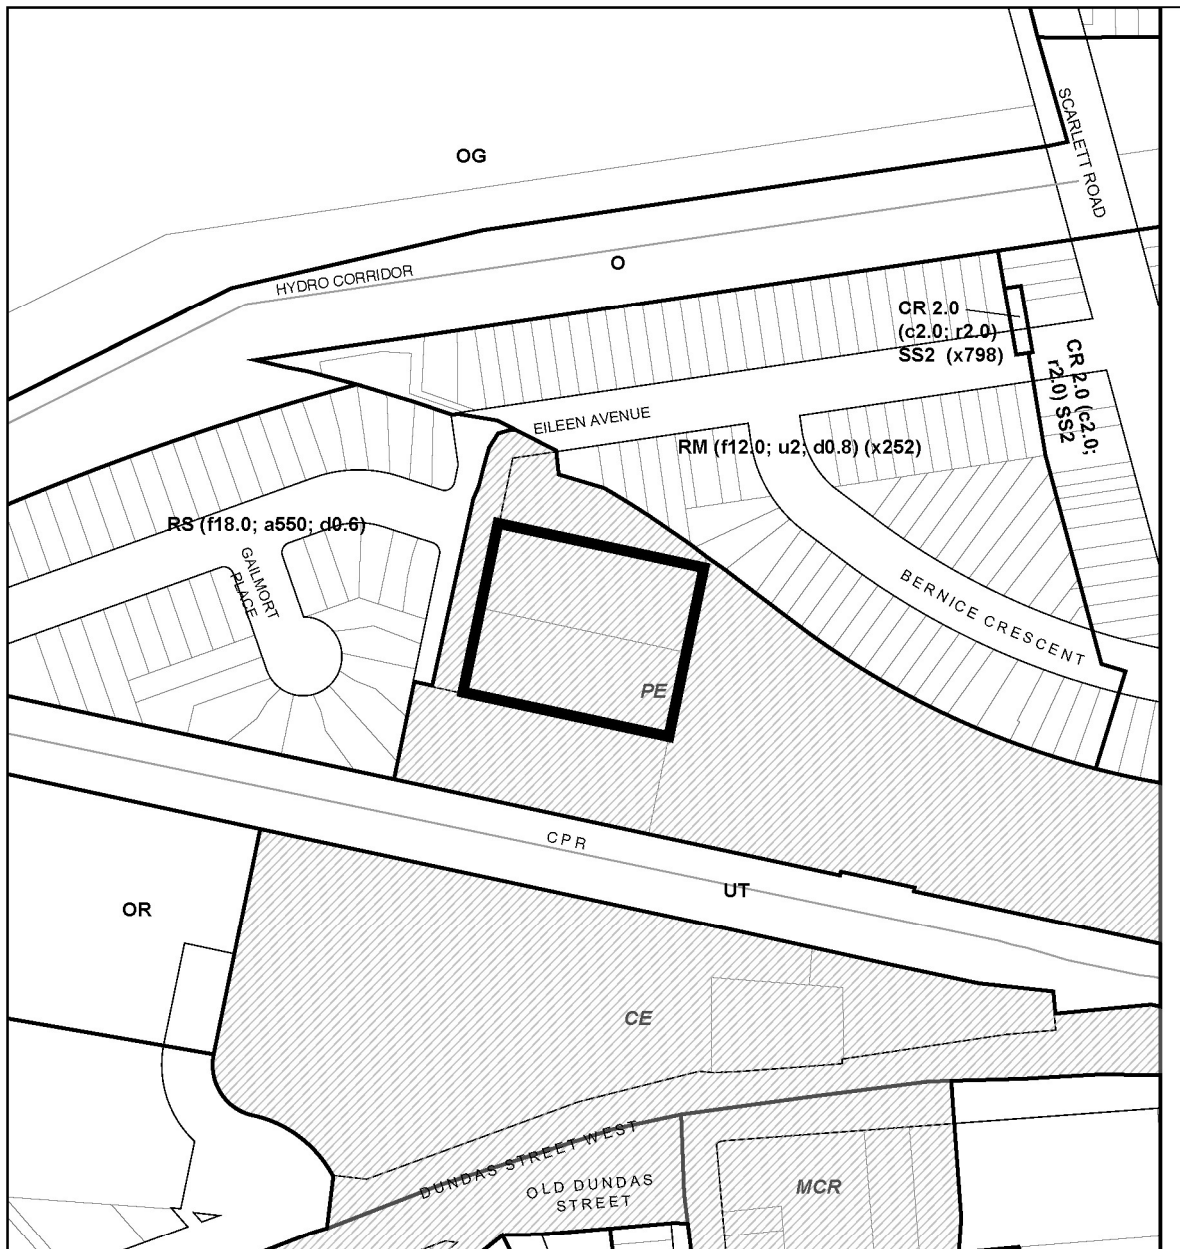 SCARLETT ROAD
OG
O
HYDRO CORRIDOR
CR 2.0
(c2.0; r2.0)
SS2 (x798)
CR 2.0 (c2.0;
r2.0) SS2
EILEEN AVENUE
RM (f12.0; u2; d0.8) (x252)
RS (f18.0; a550; d0.6)
GAILMORT
PLACE
BERNICE CRESCENT
PE
CPR
UT
OR
CE
DUNDAS STREET WEST
OLD DUNDAS
STREET
MCR